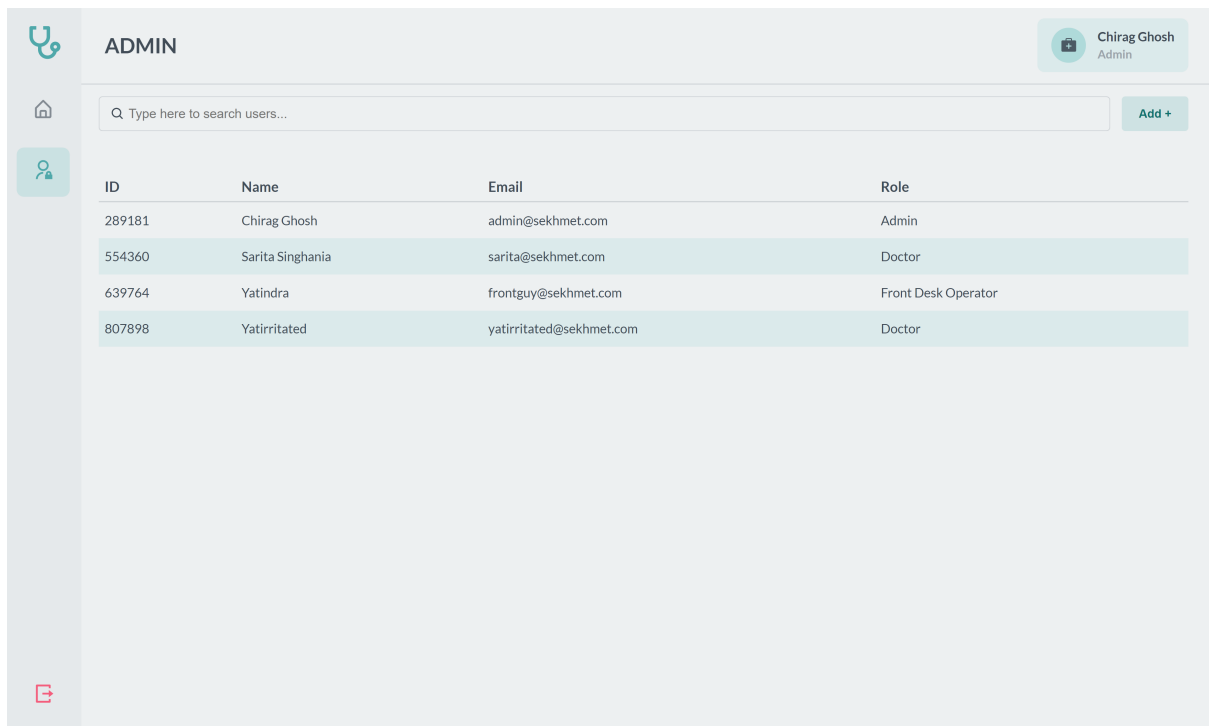 ADMIN
Chirag Ghosh
Admin
Type here to search users...
Add +
ID Name Email Role
289181 Chirag Ghosh admin@sekhmet.com Admin
554360 Sarita Singhania sarita@sekhmet.com Doctor
639764 Yatindra frontguy@sekhmet.com Front Desk Operator
807898 Yatirritated yatirritated@sekhmet.com Doctor